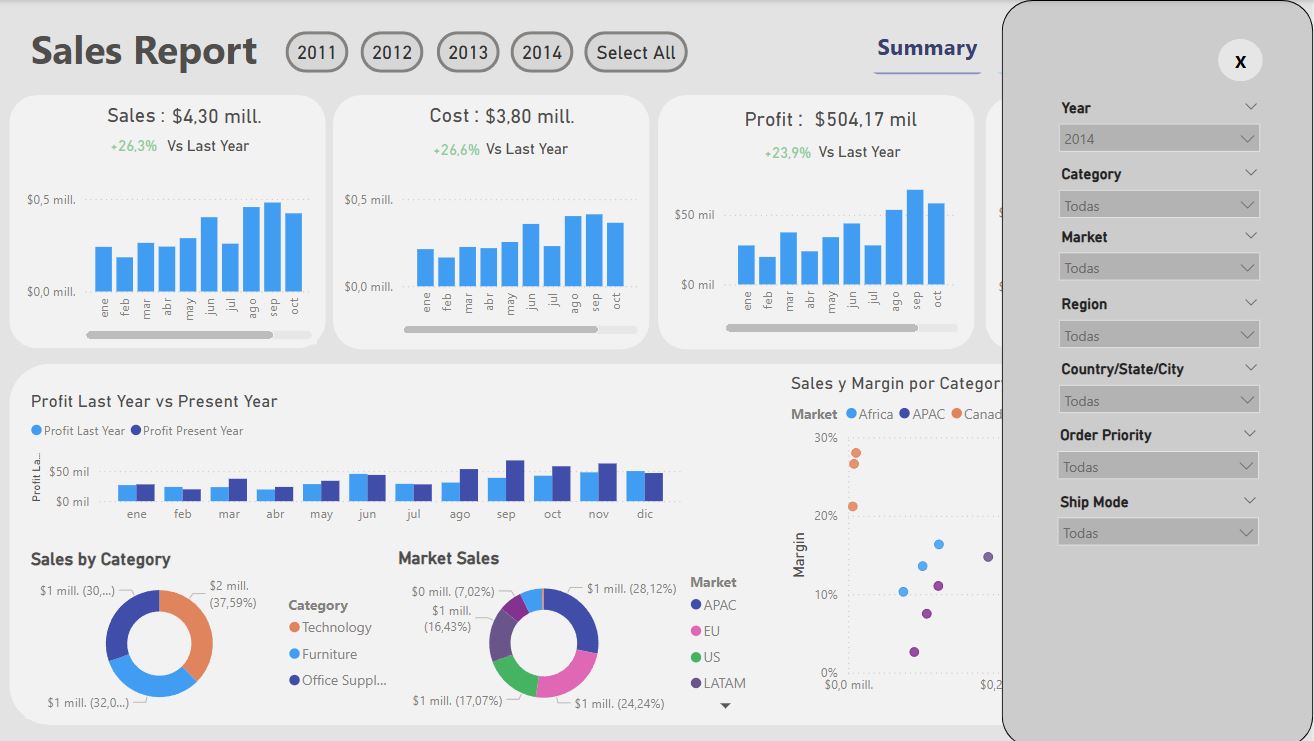 Sales Report
2011
2012
2013
2014
Select All
Summary
X
Sales : $4,30 mill.
+26,3% Vs Last Year
$0,5 mill.
$0,0 mill.
ene
feb
mar
abr
may
jun
jul
ago
sep
oct
Cost : $3,80 mill.
+26,6% Vs Last Year
$0,5 mill.
$0,0 mill.
ene
feb
mar
abr
may
jun
jul
ago
sep
oct
Profit : $504,17 mil
+23,9% Vs Last Year
$50 mil
$0 mil
ene
feb
mar
abr
may
jun
jul
ago
sep
oct
Profit Last Year vs Present Year
Profit Last Year Profit Present Year
Profit La...
$50 mil
$0 mil
ene feb mar abr may jun jul ago sep oct nov dic
Sales by Category
$1 mill. (30,...)
$2 mill.
(37,59%)
$1 mill. (32,0...)
Category
Technology
Furniture
Office Suppl...
Market Sales
$0 mill. (7,02%)
$1 mill. (28,12%)
$1 mill.
(16,43%)
$1 mill. (17,07%)
$1 mill. (24,24%)
Market
APAC
EU
US
LATAM
Sales y Margin por Categor
Market Africa APAC Canad
30%
20%
10%
0%
Margin
$0,0 mill. $0,2
Year
2014
Category
Todas
Market
Todas
Region
Todas
Country/State/City
Todas
Order Priority
Todas
Ship Mode
Todas